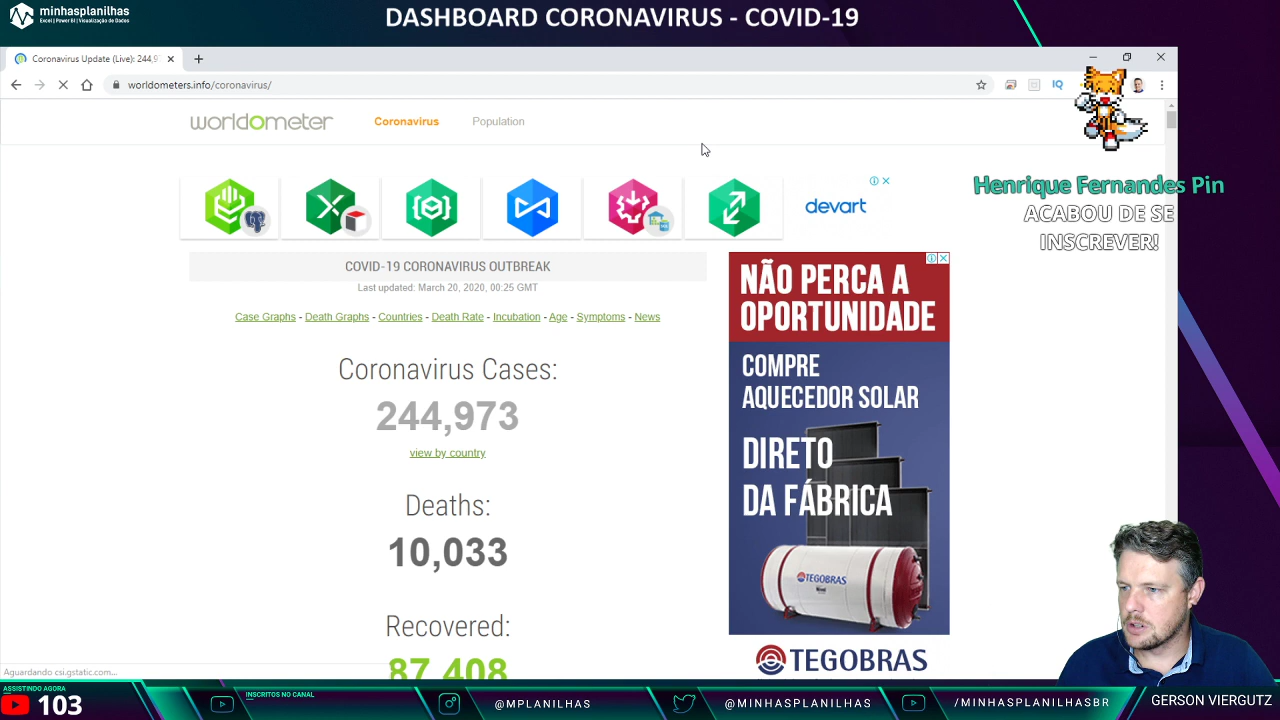 minhasplanilhas
Excel | Power BI | Visualização de Dados
DASHBOARD CORONAVIRUS - COVID-19
Coronavirus Update (Live): 244,9
worldometers.info/coronavirus/
IQ
worldometer
Coronavirus
Population
devart
Henrique Fernandes Pin
ACABOU DE SE
INSCREVER!
COVID-19 CORONAVIRUS OUTBREAK
Last updated: March 20, 2020, 00:25 GMT
Case Graphs - Death Graphs - Countries - Death Rate - Incubation - Age - Symptoms - News
Coronavirus Cases:
244,973
view by country
Deaths:
10,033
Recovered:
87,408
NÃO PERCA A
OPORTUNIDADE
COMPRE
AQUECEDOR SOLAR
DIRETO
DA FÁBRICA
TEGOBRAS
TEGOBRAS
Aguardando csi.gstatic.com...
ASSISTINDO AGORA
103
INSCRITOS NO CANAL
@MPLANILHAS
@MINHASPLANILHAS
/MINHASPLANILHASBR
GERSON VIERGUTZ